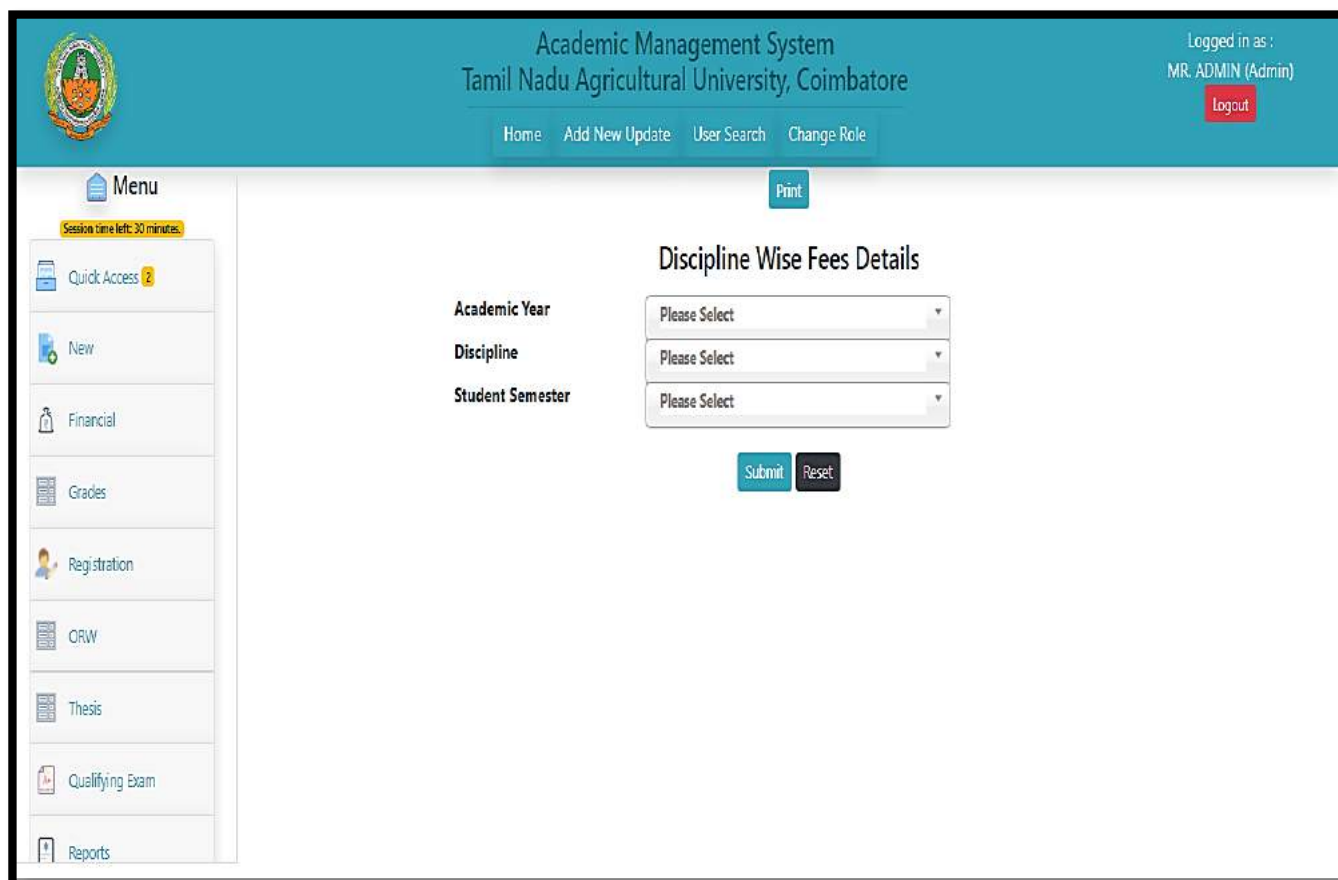 Academic Management System
Tamil Nadu Agricultural University, Coimbatore
Home Add New Update User Search Change Role
Logged in as :
MR. ADMIN (Admin)
Logout
Menu
Session time left: 30 minutes.
Quick Access 2
New
Financial
Grades
Registration
ORW
Thesis
Qualifying Exam
Reports
Print
Discipline Wise Fees Details
Academic Year Please Select
Discipline Please Select
Student Semester Please Select
Submit Reset